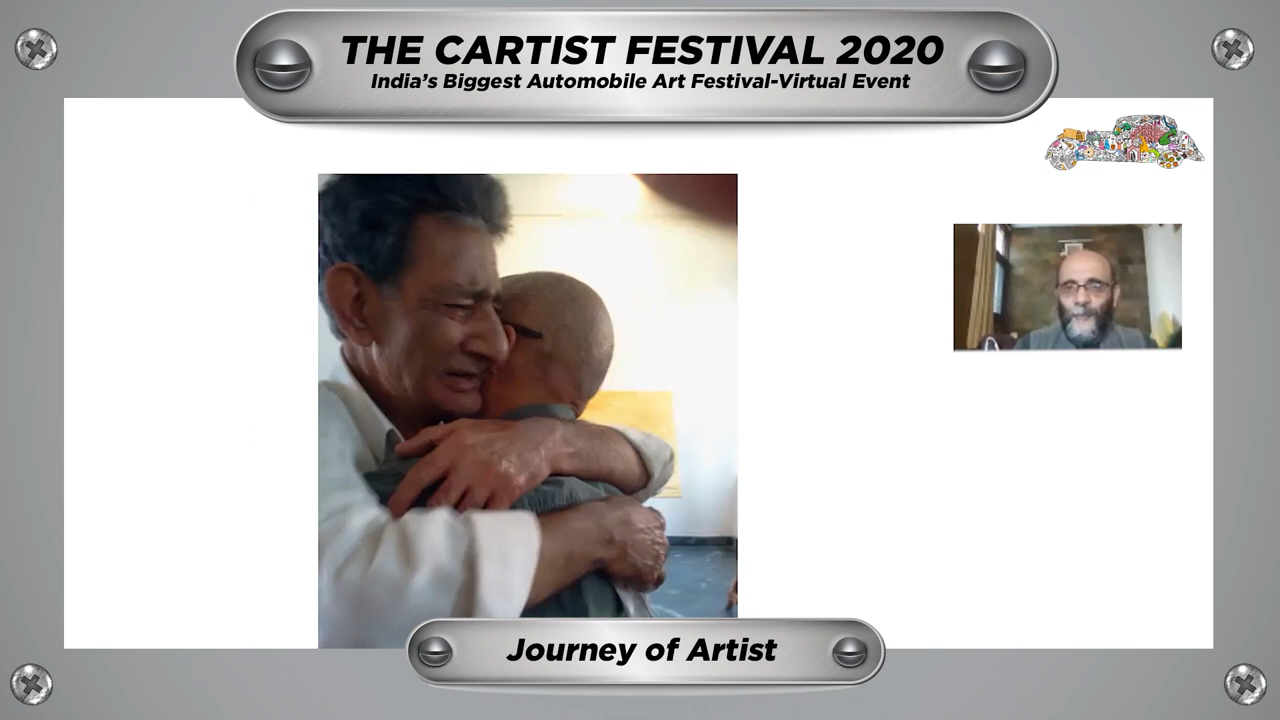 THE CARTIST FESTIVAL 2020
India's Biggest Automobile Art Festival-Virtual Event
Journey of Artist